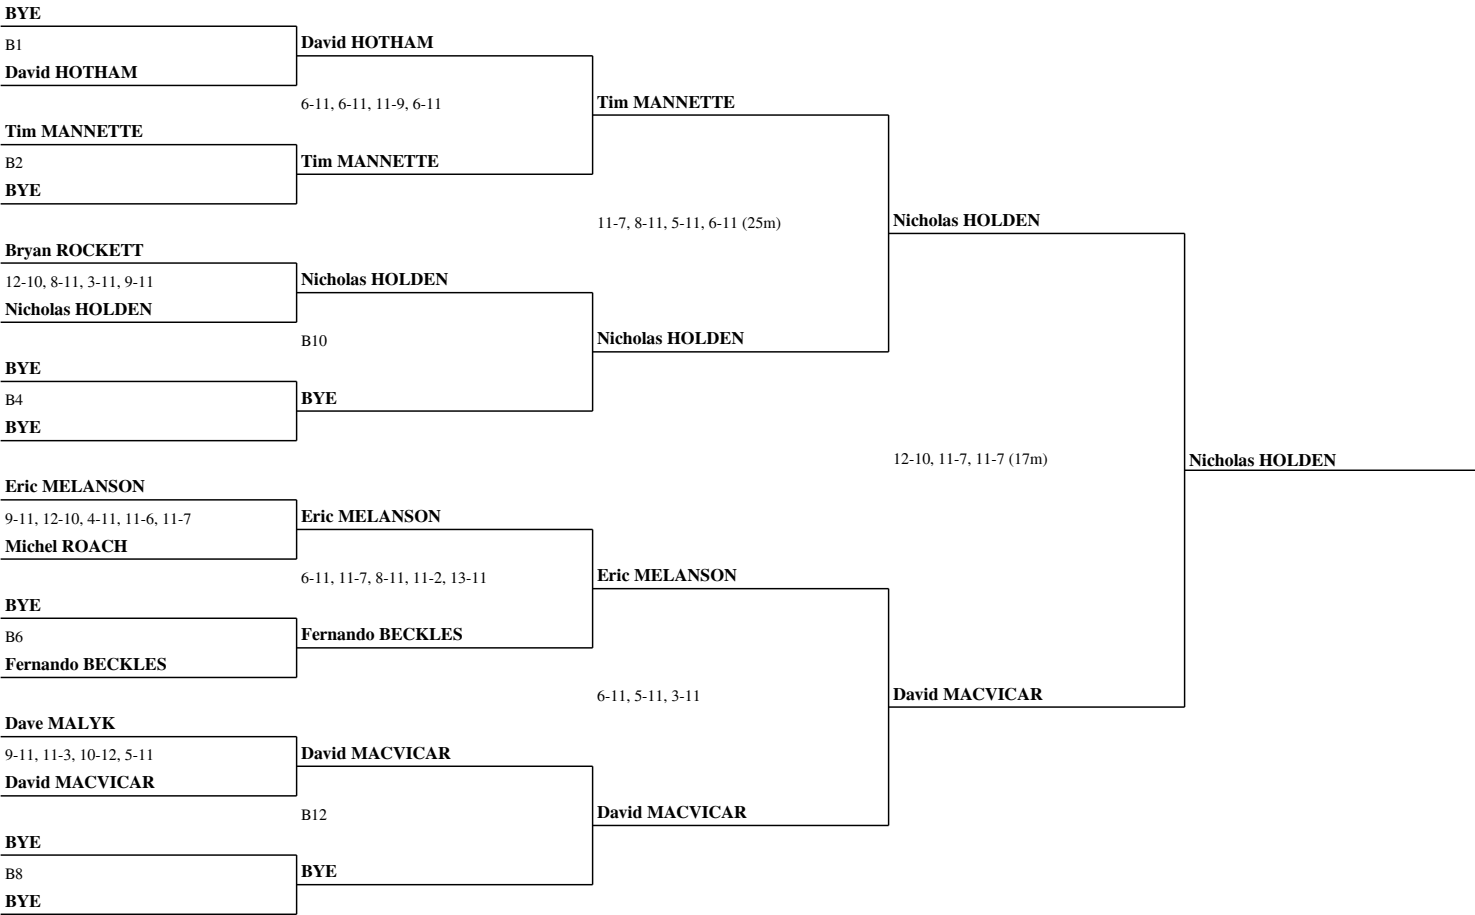 BYE
B1
David HOTHAM
David HOTHAM
6-11, 6-11, 11-9, 6-11
Tim MANNETTE
Tim MANNETTE
B2
BYE
Tim MANNETTE
11-7, 8-11, 5-11, 6-11 (25m)
Nicholas HOLDEN
Bryan ROCKETT
12-10, 8-11, 3-11, 9-11
Nicholas HOLDEN
Nicholas HOLDEN
B10
Nicholas HOLDEN
BYE
B4
BYE
BYE
12-10, 11-7, 11-7 (17m)
Nicholas HOLDEN
Eric MELANSON
9-11, 12-10, 4-11, 11-6, 11-7
Michel ROACH
Eric MELANSON
6-11, 11-7, 8-11, 11-2, 13-11
Eric MELANSON
BYE
B6
Fernando BECKLES
Fernando BECKLES
6-11, 5-11, 3-11
David MACVICAR
Dave MALYK
9-11, 11-3, 10-12, 5-11
David MACVICAR
David MACVICAR
B12
David MACVICAR
BYE
B8
BYE
BYE